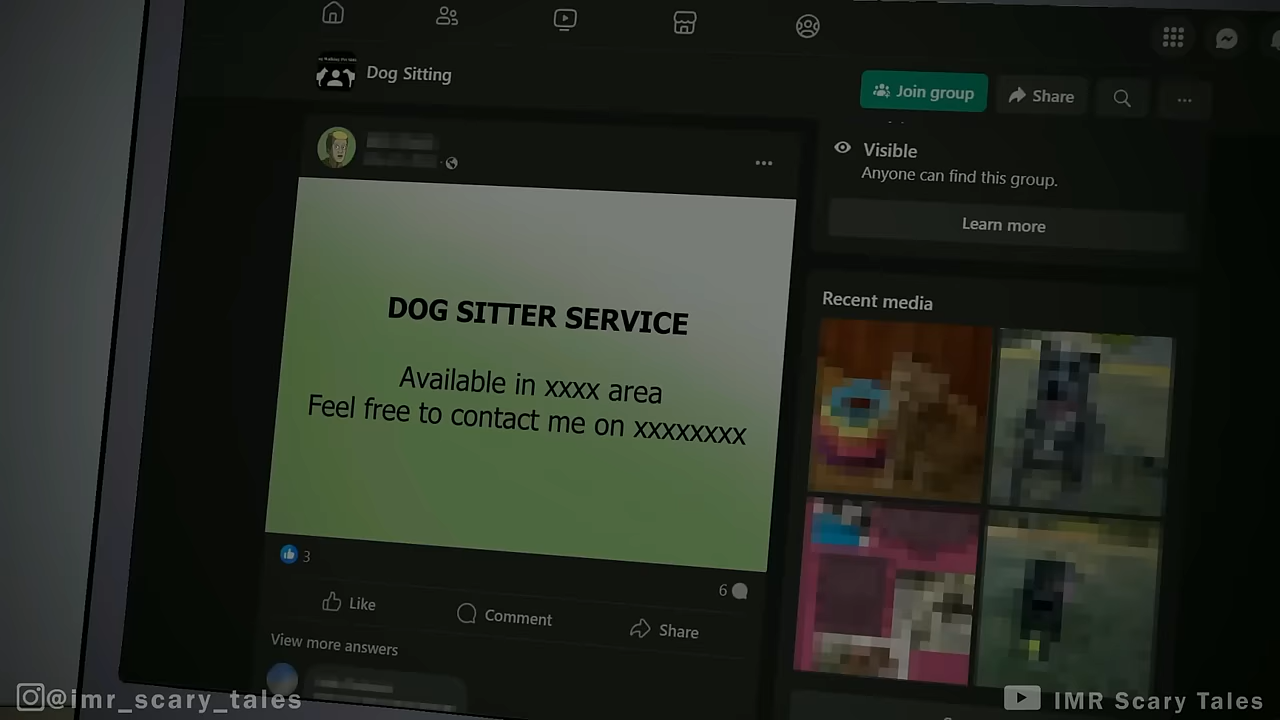 Dog Sitting
Join group
Share
Visible
Anyone can find this group.
Learn more
DOG SITTER SERVICE
Available in xxxx area
Feel free to contact me on xxxxxxxx
Recent media
3
6
Like
Comment
Share
View more answers
@imr_scary_tales
IMR Scary Tales